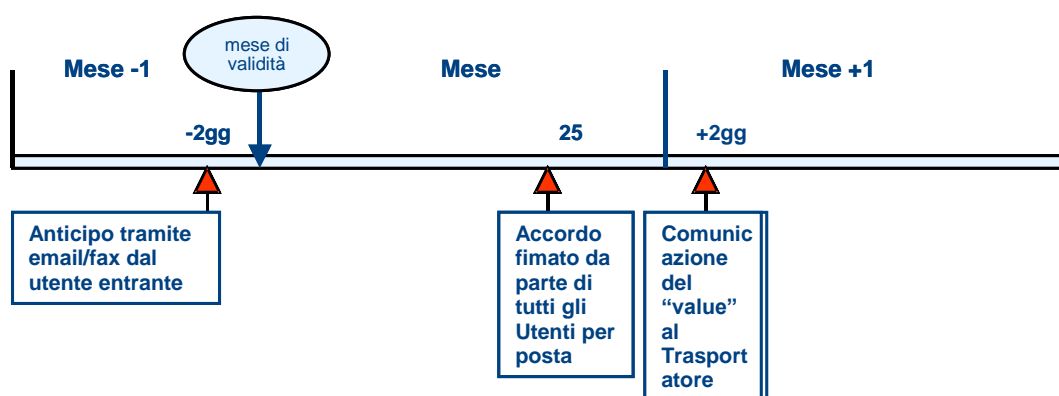 mese di
validità
Mese -1
Mese
Mese +1
-2gg
25
+2gg
Anticipo tramite
email/fax dal
utente entrante
Accordo
fimato da
parte di
tutti gli
Utenti per
posta
Comunic
azione
del
“value”
al
Trasport
atore